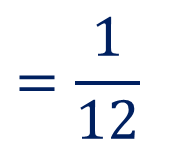 = 1/12